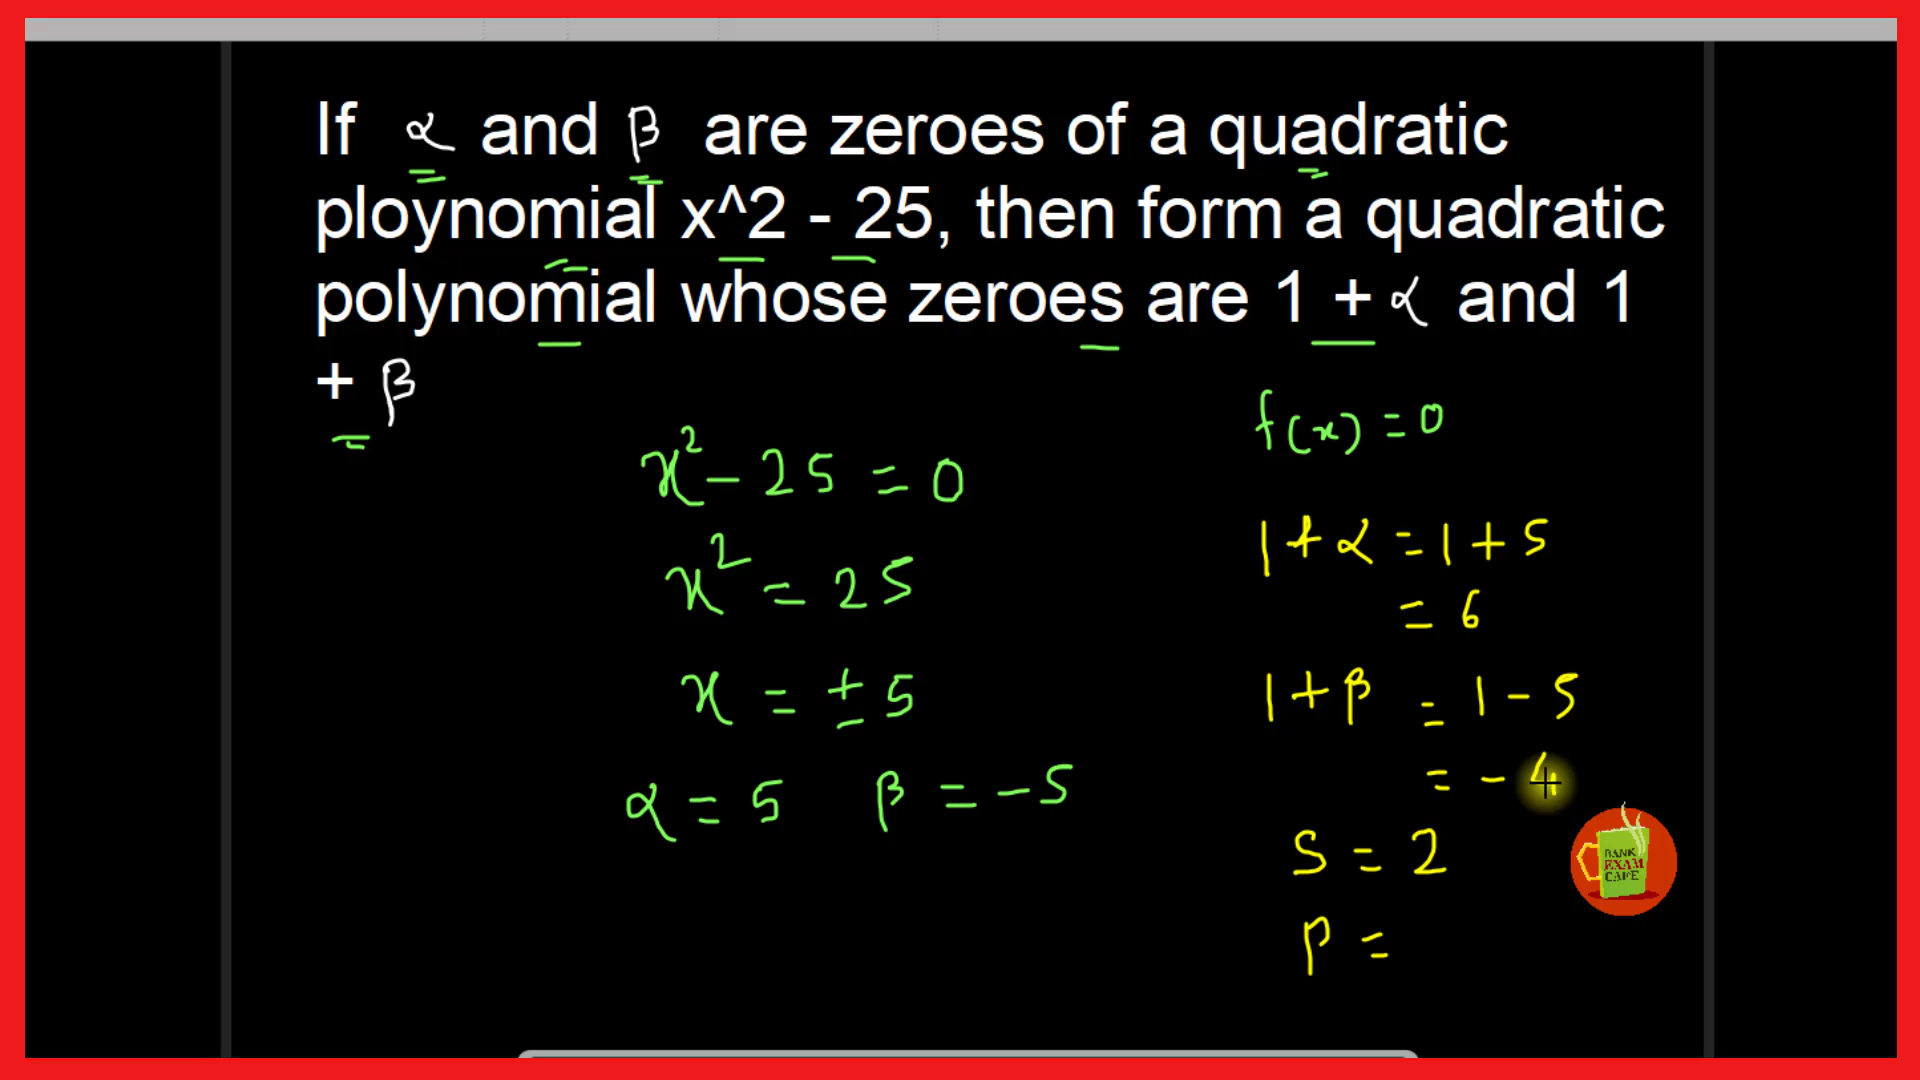 If α and β are zeroes of a quadratic
ploynomial x^2 - 25, then form a quadratic
polynomial whose zeroes are 1 + α and 1
+ β
x² - 25 = 0
x² = 25
x = ± 5
α = 5 β = -5
f(x) = 0
1 + α = 1 + 5
= 6
1 + β = 1 - 5
= - 4
S = 2
P =
BANK
EXAM
CAFE